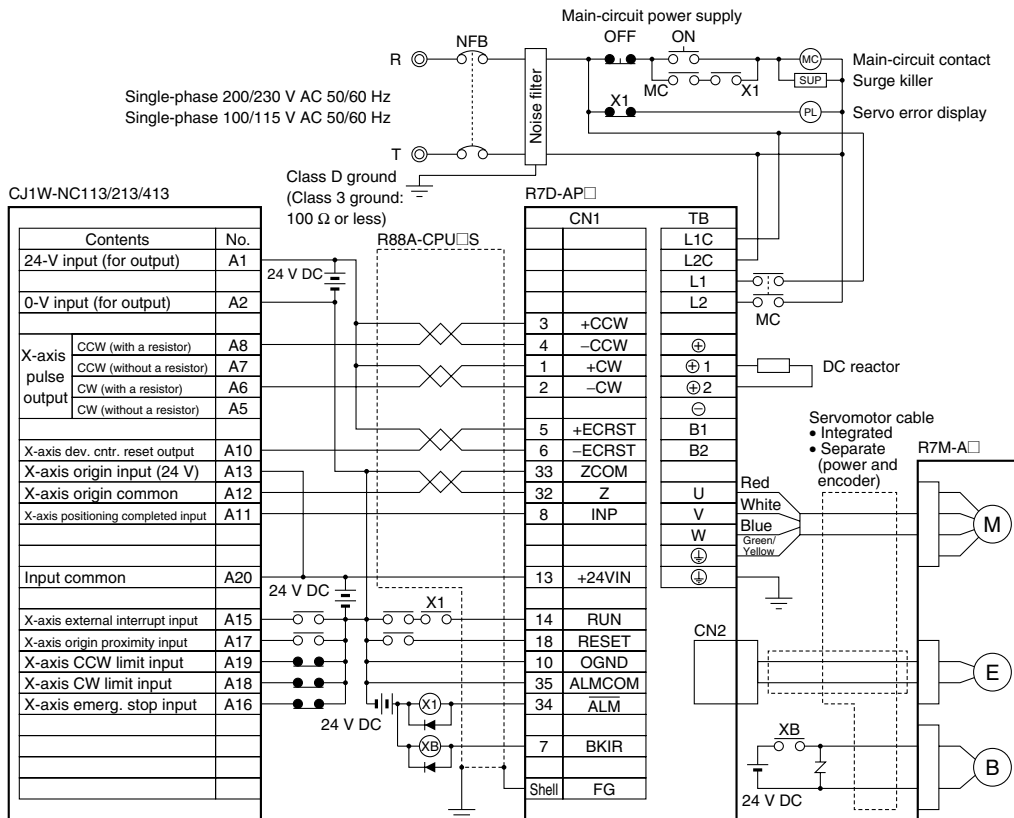 Main-circuit power supply
OFF ON
R NFB
MC Main-circuit contact
SUP Surge killer
MC X1
X1
PL Servo error display
Noise filter
Single-phase 200/230 V AC 50/60 Hz
Single-phase 100/115 V AC 50/60 Hz
T
Class D ground
(Class 3 ground:
100 Ω or less)
CJ1W-NC113/213/413
Contents No.
24-V input (for output) A1
0-V input (for output) A2
X-axis pulse output
CCW (with a resistor) A8
CCW (without a resistor) A7
CW (with a resistor) A6
CW (without a resistor) A5
X-axis dev. cntr. reset output A10
X-axis origin input (24 V) A13
X-axis origin common A12
X-axis positioning completed input A11
Input common A20
X-axis external interrupt input A15
X-axis origin proximity input A17
X-axis CCW limit input A19
X-axis CW limit input A18
X-axis emerg. stop input A16
R88A-CPU□S
24 V DC
24 V DC
X1
24 V DC
X1
XB
R7D-AP□
CN1
3 +CCW
4 −CCW
1 +CW
2 −CW
5 +ECRST
6 −ECRST
33 ZCOM
32 Z
8 INP
13 +24VIN
14 RUN
18 RESET
10 OGND
35 ALMCOM
34 ALM
7 BKIR
Shell FG
TB
L1C
L2C
L1
L2
MC
⊕
⊕1
⊕2
DC reactor
⊖
B1
B2
U
V
W
Red
White
Blue
Green/
Yellow
CN2
Servomotor cable
• Integrated
• Separate
(power and
encoder)
R7M-A□
M
E
B
XB
24 V DC